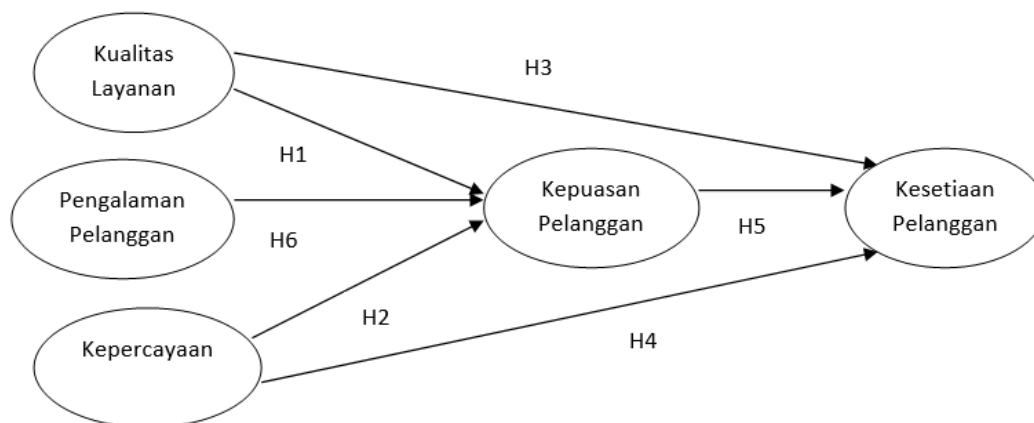 Kualitas
Layanan
H3
H1
Pengalaman
Pelanggan
H6
Kepuasan
Pelanggan
H5
Kesetiaan
Pelanggan
Kepercayaan
H2
H4